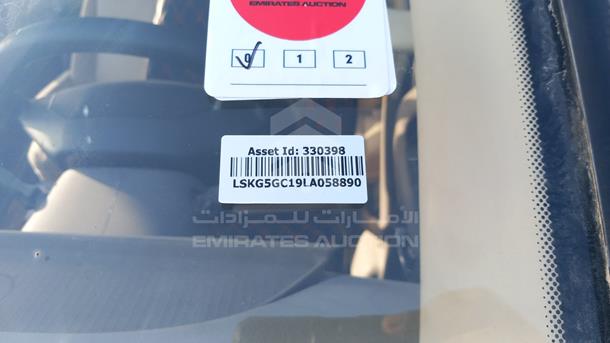 EMIRATES AUCTION
0 1 2
Asset Id: 330398
LSKG5GC19LA058890
الإمارات للمزادات
EMIRATES AUCTION